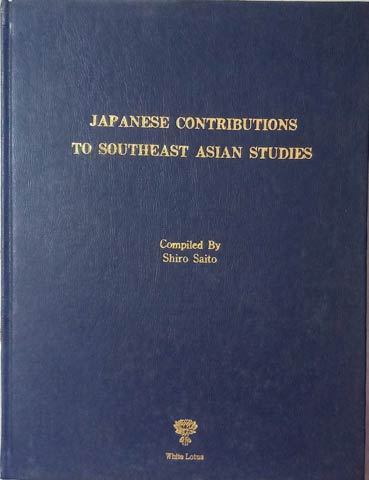 JAPANESE CONTRIBUTIONS
TO SOUTHEAST ASIAN STUDIES
Compiled By
Shiro Saito
White Lotus